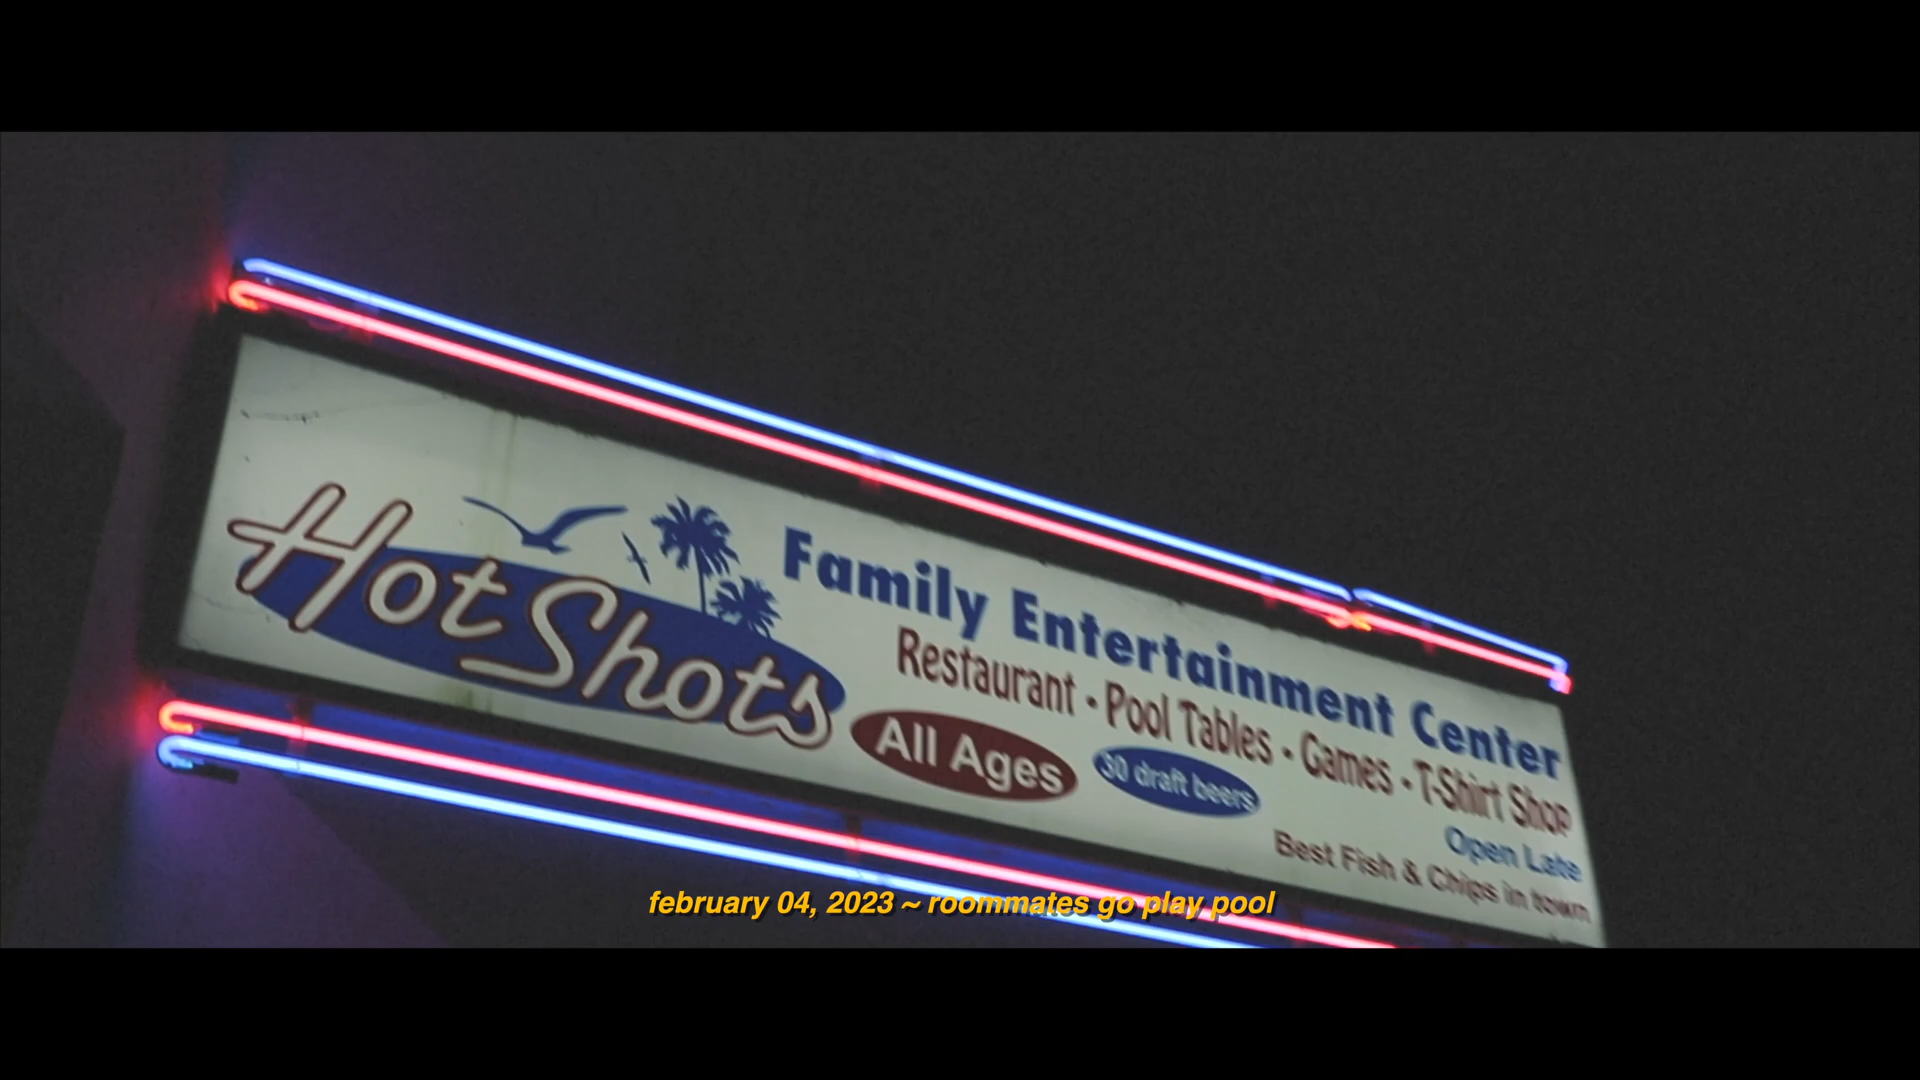 Hot Shots
Family Entertainment Center
Restaurant - Pool Tables - Games - T-Shirt Shop
All Ages
30 draft beers
Open Late
Best Fish & Chips in town
february 04, 2023 ~ roommates go play pool